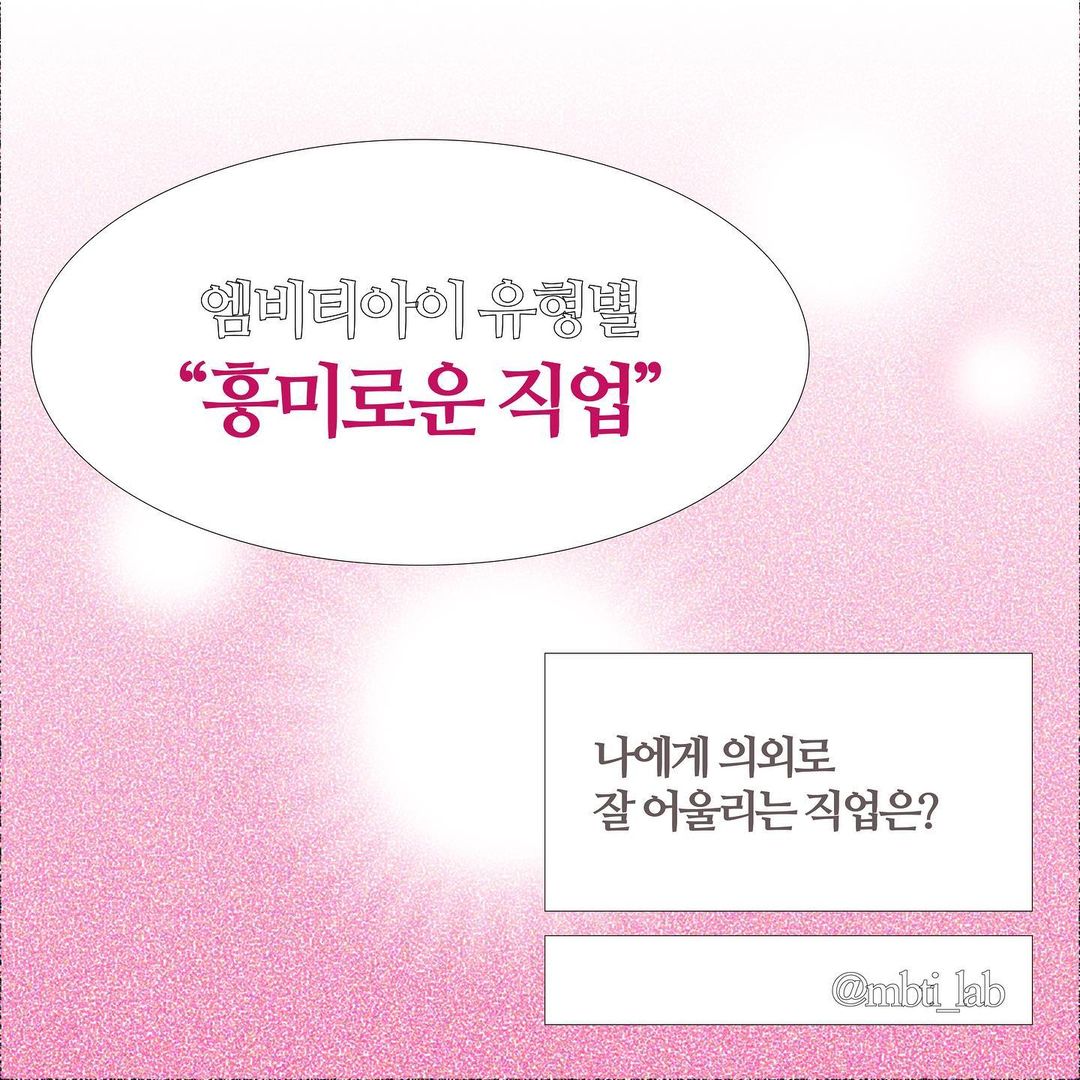 엠비티아이 유형별
“흥미로운 직업”
나에게 의외로
잘 어울리는 직업은?
@mbti_lab